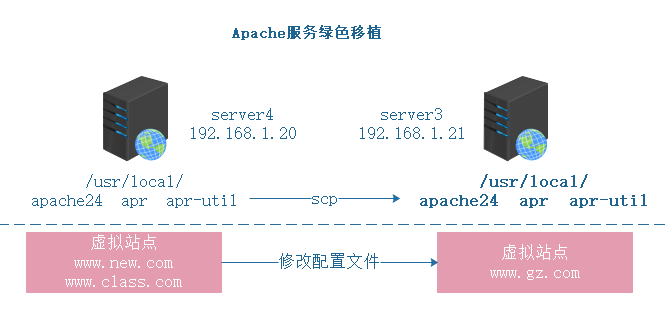 Apache服务绿色移植
server4
192.168.1.20
server3
192.168.1.21
/usr/local/
apache24 apr apr-util
scp
/usr/local/
apache24 apr apr-util
虚拟站点
www.new.com
www.class.com
修改配置文件
虚拟站点
www.gz.com